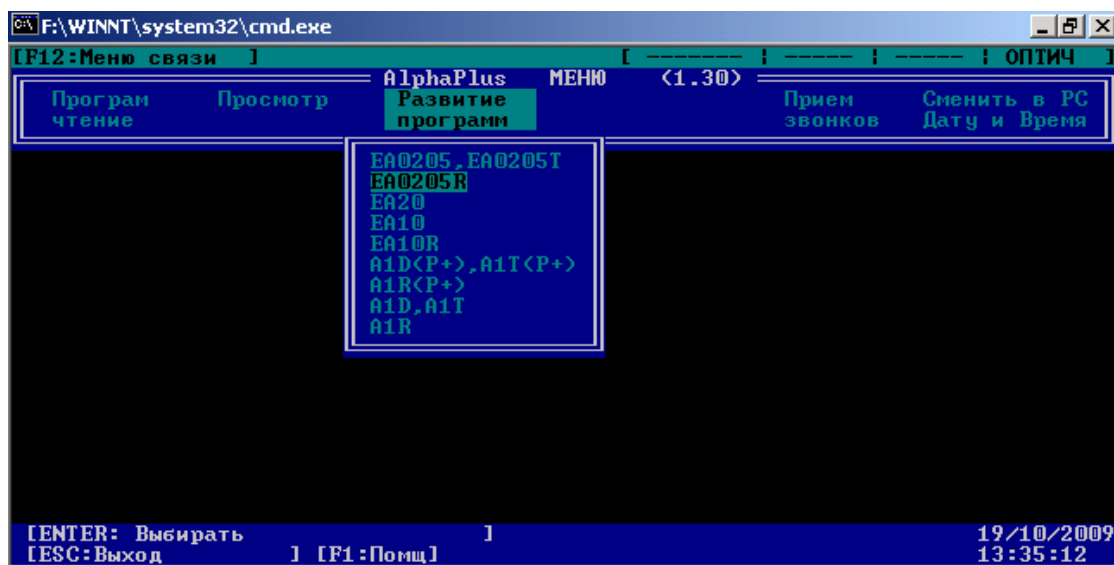 F:\WINNT\system32\cmd.exe
[F12:Меню связи ] [ ------- ¦ ----- ¦ ----- ¦ ОПТИЧ ]
AlphaPlus МЕНЮ (1.30)
Програм Просмотр Развитие Прием Сменить в PC
чтение программ звонков Дату и Время
EA0205,EA0205T
EA0205R
EA20
EA10
EA10R
A1D(P+),A1T(P+)
A1R(P+)
A1D,A1T
A1R
[ENTER: Выбирать ] 19/10/2009
[ESC:Выход ] [F1:Помщ] 13:35:12